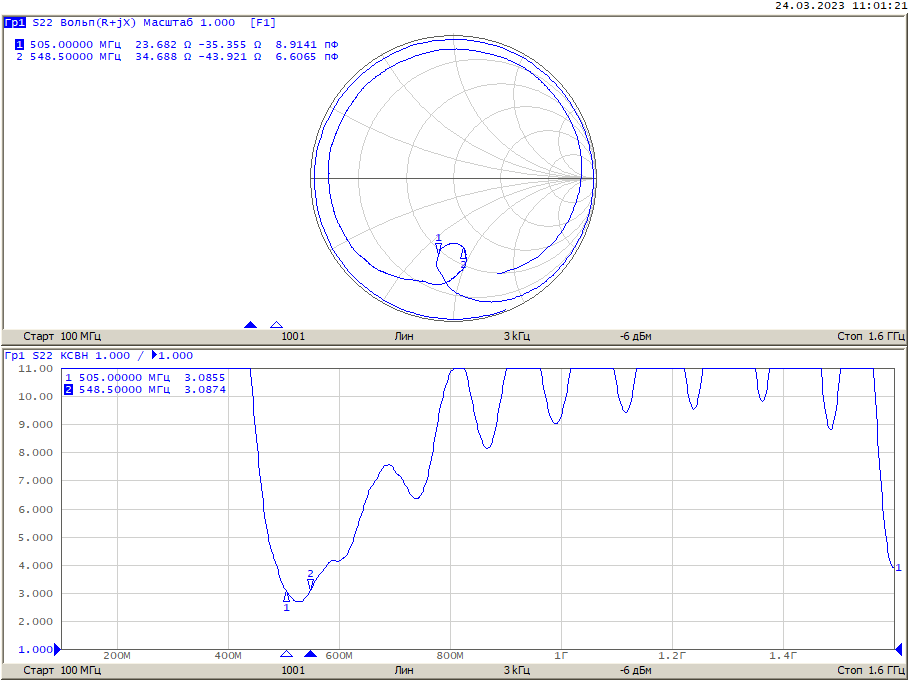 24.03.2023 11:01:21
Гр1 S22 Вольп(R+jX) Масштаб 1.000 [F1]
1 505.00000 МГц 23.682 Ω -35.355 Ω 8.9141 пФ
2 548.50000 МГц 34.688 Ω -43.921 Ω 6.6065 пФ
1
2
Старт 100 МГц 1001 Лин 3 кГц -6 дБм Стоп 1.6 ГГц
Гр1 S22 КСВН 1.000 / 1.000
11.00
1 505.00000 МГц 3.0855
2 548.50000 МГц 3.0874
10.00
9.000
8.000
7.000
6.000
5.000
4.000
1
2
3.000
1
2.000
1.000
200М 400М 600М 800М 1Г 1.2Г 1.4Г
Старт 100 МГц 1001 Лин 3 кГц -6 дБм Стоп 1.6 ГГц